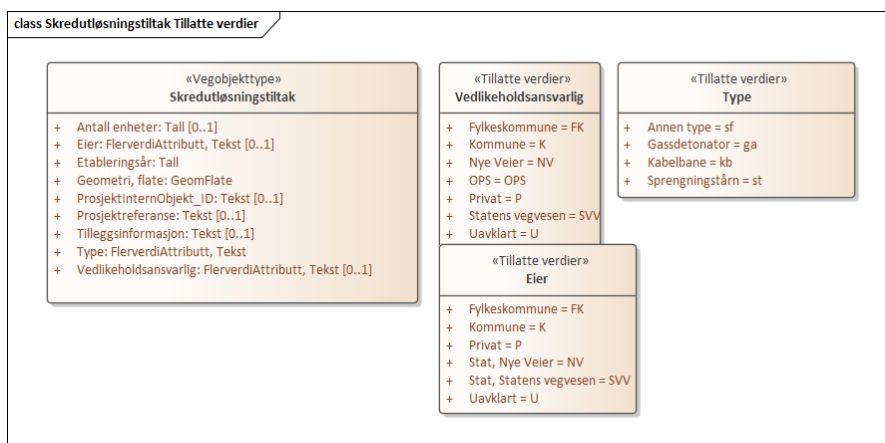 class Skredutløsningstiltak Tillatte verdier
«Vegobjekttype»
Skredutløsningstiltak
+ Antall enheter: Tall [0..1]
+ Eier: FlerverdiAttributt, Tekst [0..1]
+ Etableringsår: Tall
+ Geometri, flate: GeomFlate
+ ProsjektInternObjekt_ID: Tekst [0..1]
+ Prosjektreferanse: Tekst [0..1]
+ Tilleggsinformasjon: Tekst [0..1]
+ Type: FlerverdiAttributt, Tekst
+ Vedlikeholdsansvarlig: FlerverdiAttributt, Tekst [0..1]
«Tillatte verdier»
Vedlikeholdsansvarlig
+ Fylkeskommune = FK
+ Kommune = K
+ Nye Veier = NV
+ OPS = OPS
+ Privat = P
+ Statens vegvesen = SVV
+ Uavklart = U
«Tillatte verdier»
Type
+ Annen type = sf
+ Gassdetonator = ga
+ Kabelbane = kb
+ Sprengningstårn = st
«Tillatte verdier»
Eier
+ Fylkeskommune = FK
+ Kommune = K
+ Privat = P
+ Stat, Nye Veier = NV
+ Stat, Statens vegvesen = SVV
+ Uavklart = U